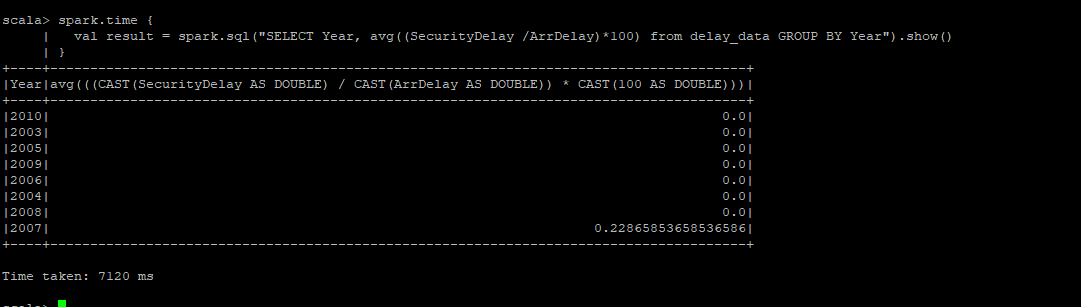 scala> spark.time {
     |   val result = spark.sql("SELECT Year, avg((SecurityDelay /ArrDelay)*100) from delay_data GROUP BY Year").show()
     | }
+----+------------------------------------------------------------------------------------------+
|Year|avg(((CAST(SecurityDelay AS DOUBLE) / CAST(ArrDelay AS DOUBLE)) * CAST(100 AS DOUBLE)))|
+----+------------------------------------------------------------------------------------------+
|2010| 0.0|
|2003| 0.0|
|2005| 0.0|
|2009| 0.0|
|2006| 0.0|
|2004| 0.0|
|2008| 0.0|
|2007| 0.22865853658536586|
+----+------------------------------------------------------------------------------------------+
Time taken: 7120 ms
scala>